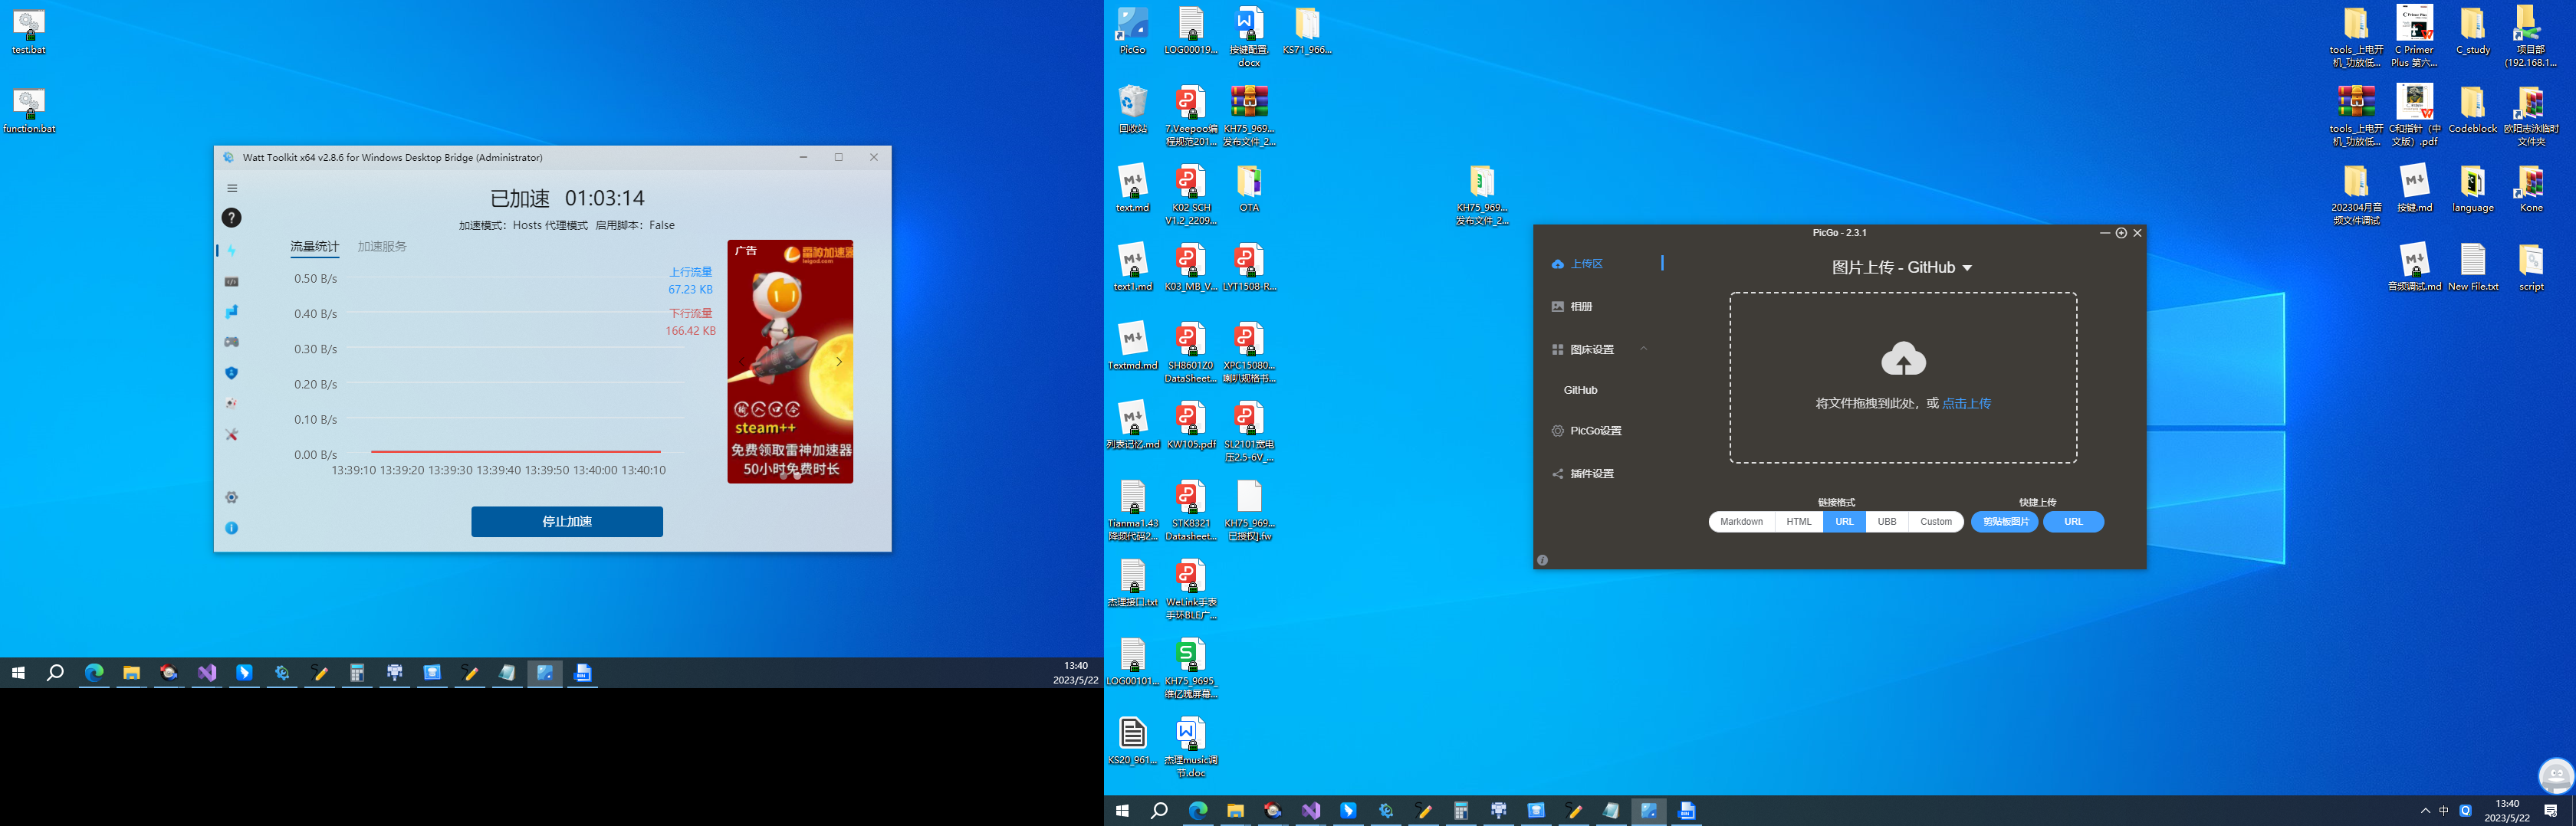 test.bat
function.bat
Watt Toolkit x64 v2.8.6 for Windows Desktop Bridge (Administrator)
已加速 01:03:14
加速模式：Hosts 代理模式 启用脚本：False
流量统计 加速服务
上行流量
67.23 KB
下行流量
166.42 KB
0.50 B/s
0.40 B/s
0.30 B/s
0.20 B/s
0.10 B/s
0.00 B/s
13:39:10 13:39:20 13:39:30 13:39:40 13:39:50 13:40:00 13:40:10
广告
雷神加速器
leigod.com
输入口令
steam++
免费领取雷神加速器
50小时免费时长
停止加速
13:40
2023/5/22
PicGo
LOG00019...
按键配置.
docx
KS71_966...
回收站
7.Veepoo编
程规范201...
KH75_969...
发布文件_2...
text.md
K02_SCH
V1.2_2209...
OTA
KH75_969...
发布文件_2...
text1.md
K03_MB_V...
LYT1508-R...
Textmd.md
SH8601Z0
DataSheet...
XPC15080...
喇叭规格书...
列表记忆.md
KW105.pdf
SL2101宽电
压2.5-6V_...
Tianma1.43
降频代码2...
STK8321
Datasheet...
KH75_969...
已授权].fw
杰理接口.txt
WeLink手表
手环BLE广...
LOG00101...
KH75_9695_
维亿魄屏幕...
KS20_961...
杰理music调
节.doc
PicGo - 2.3.1
上传区
相册
图床设置
GitHub
PicGo设置
插件设置
图片上传 - GitHub
将文件拖拽到此处，或 点击上传
链接格式 快捷上传
Markdown HTML URL UBB Custom 剪贴板图片 URL
tools_上电开
机_功放低...
C Primer
Plus 第六...
C_study
项目部
(192.168.1...
tools_上电开
机_功放低...
C和指针（中
文版）.pdf
Codeblock
欧阳志泳临时
文件夹
202304月音
频文件调试
按键.md
language
Kone
音频调试.md
New File.txt
script
中
13:40
2023/5/22